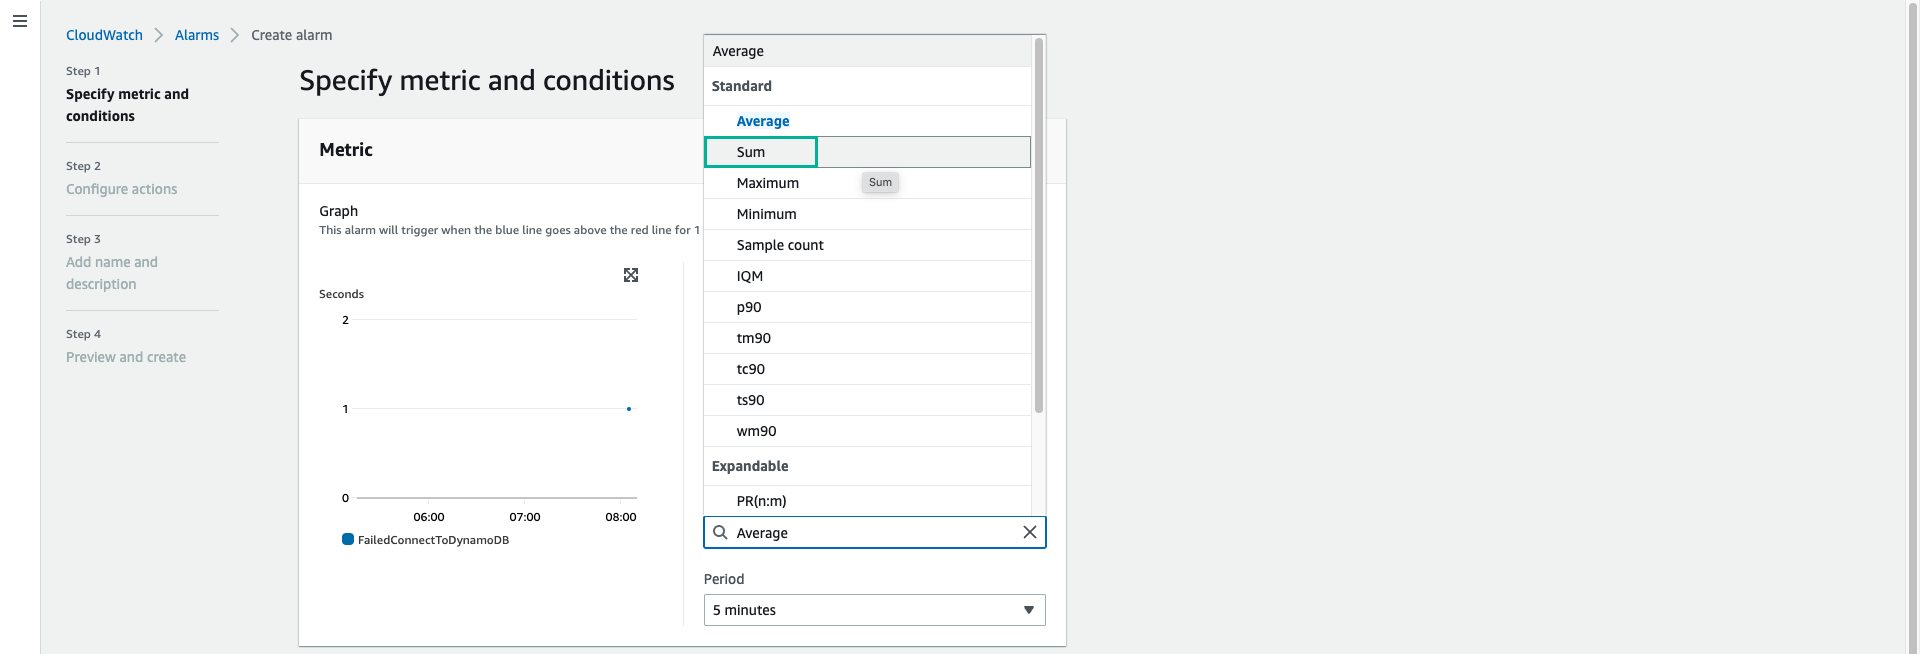 CloudWatch
Alarms
Create alarm
Step 1
Specify metric and
conditions
Step 2
Configure actions
Step 3
Add name and
description
Step 4
Preview and create
Specify metric and conditions
Metric
Graph
This alarm will trigger when the blue line goes above the red line for 1
Seconds
2
1
0
06:00
07:00
08:00
FailedConnectToDynamoDB
Average
Standard
Average
Sum
Sum
Maximum
Minimum
Sample count
IQM
p90
tm90
tc90
ts90
wm90
Expandable
PR(n:m)
Average
Period
5 minutes